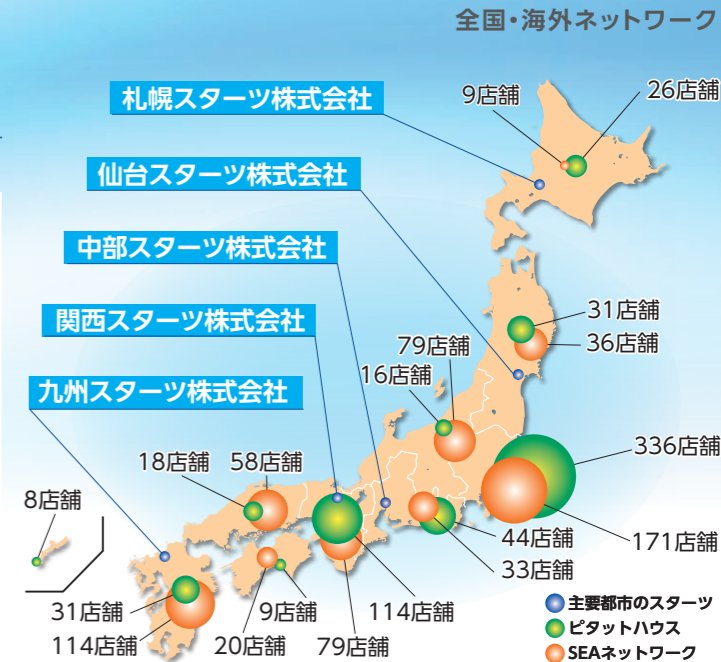 全国・海外ネットワーク
札幌スターツ株式会社
9店舗
26店舗
仙台スターツ株式会社
中部スターツ株式会社
31店舗
関西スターツ株式会社
79店舗
36店舗
16店舗
九州スターツ株式会社
336店舗
18店舗
58店舗
8店舗
44店舗
171店舗
33店舗
31店舗
9店舗
114店舗
114店舗
20店舗
79店舗
主要都市のスターツ
ピタットハウス
SEAネットワーク